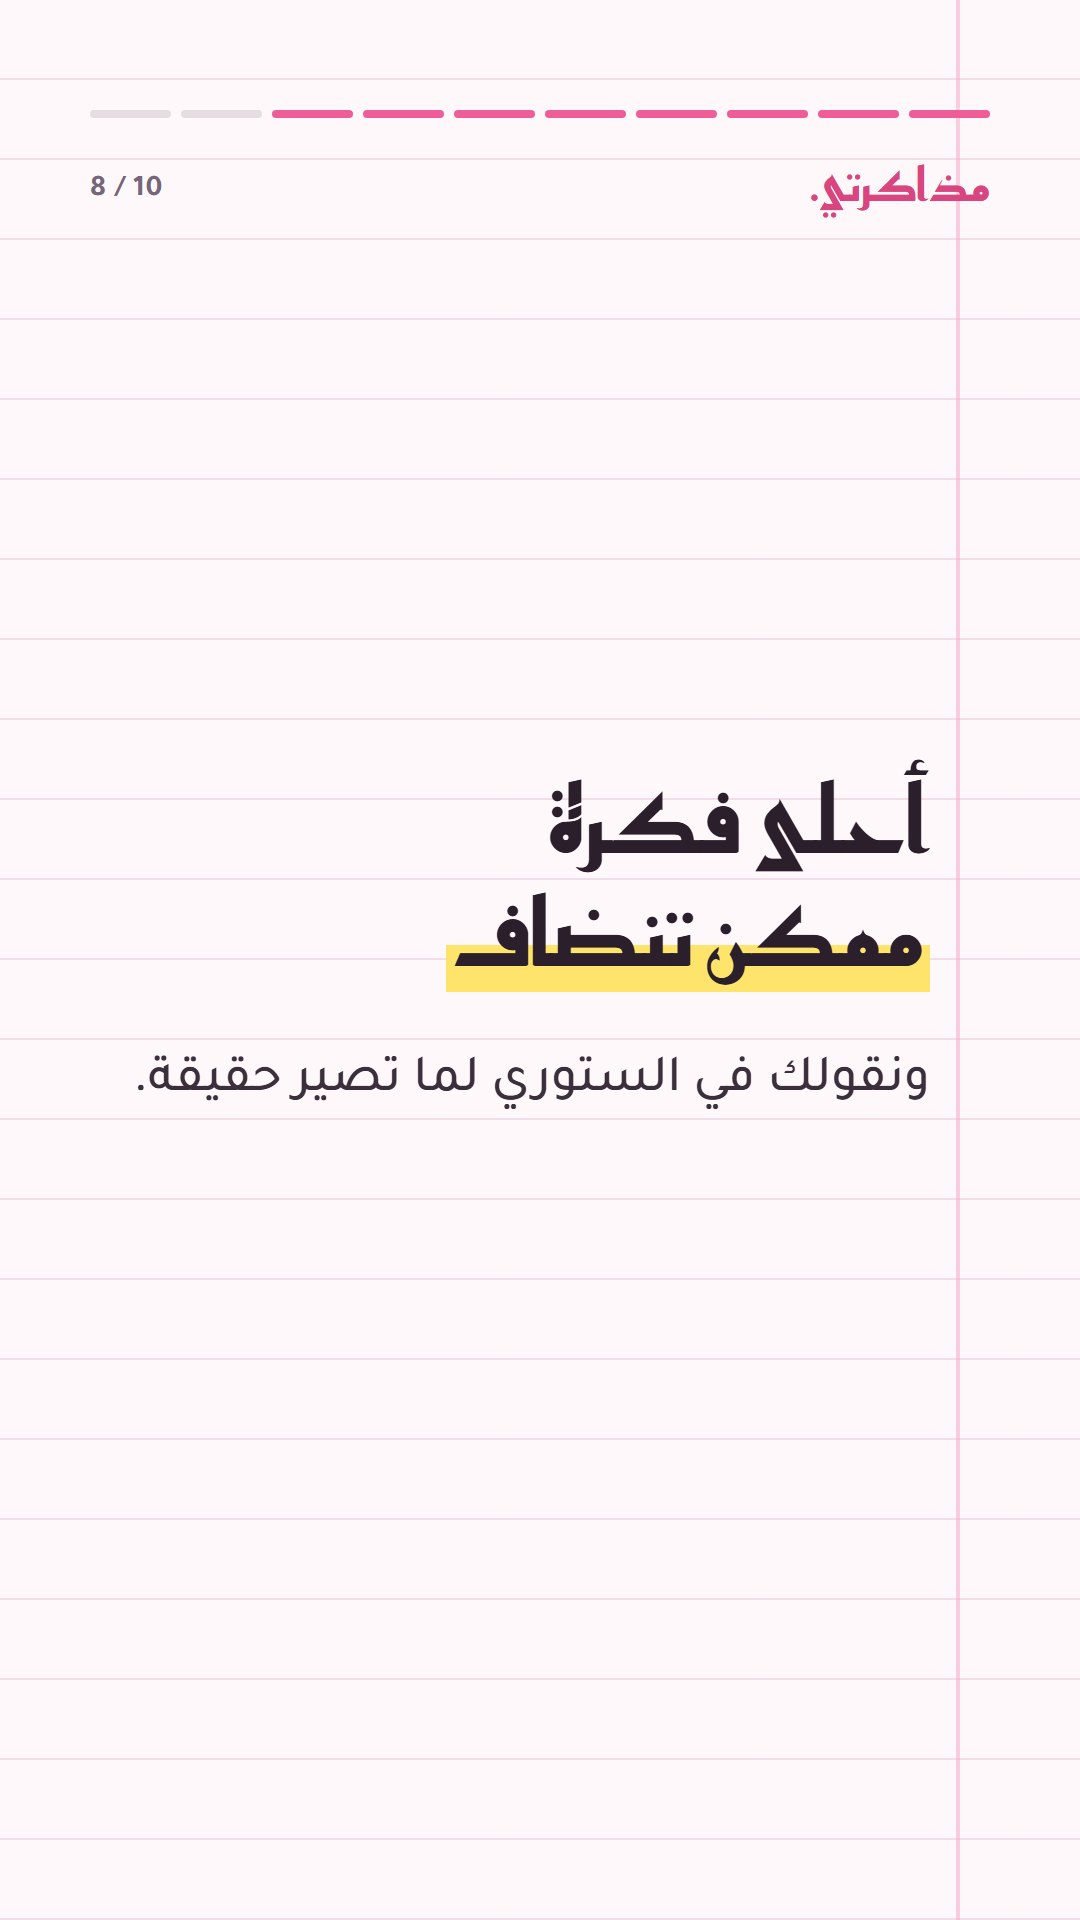 مذاكرتي.
8 / 10
أحلى فكرة
ممكن تنضاف
ونقولك في الستوري لما تصير حقيقة.